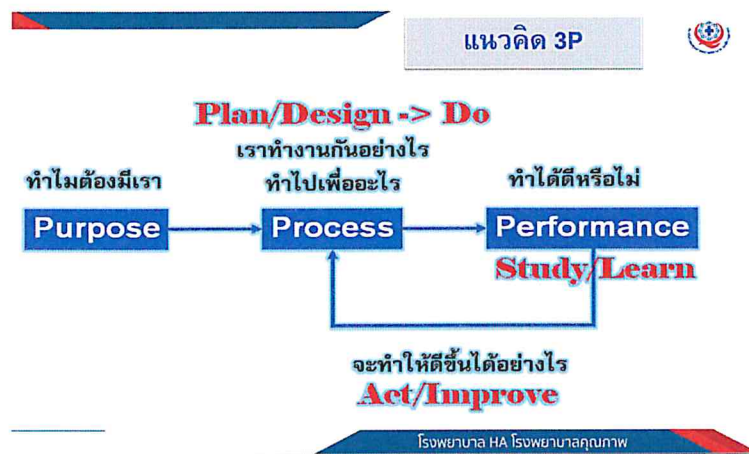 แนวคิด 3P
Plan/Design -> Do
เราทำงานกันอย่างไร
ทำไมต้องมีเรา
ทำไปเพื่ออะไร
ทำได้ดีหรือไม่
Purpose
Process
Performance
Study/Learn
จะทำให้ดีขึ้นได้อย่างไร
Act/Improve
โรงพยาบาล HA โรงพยาบาลคุณภาพ